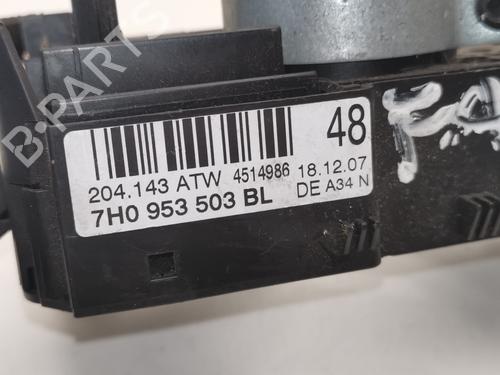 B-PARTS
48
204.143 ATW 4514986 18.12.07
7H0 953 503 BL DE A34 N